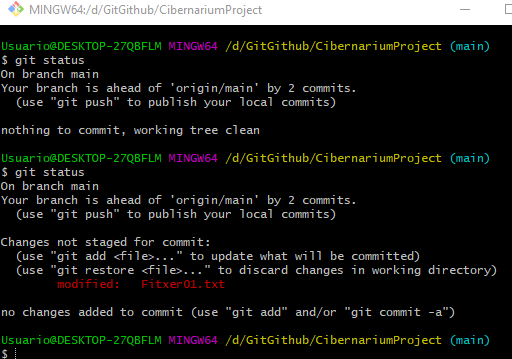 MINGW64:/d/GitGithub/CibernariumProject
Usuario@DESKTOP-27QBFLM MINGW64 /d/GitGithub/CibernariumProject (main)
$ git status
On branch main
Your branch is ahead of 'origin/main' by 2 commits.
  (use "git push" to publish your local commits)

nothing to commit, working tree clean

Usuario@DESKTOP-27QBFLM MINGW64 /d/GitGithub/CibernariumProject (main)
$ git status
On branch main
Your branch is ahead of 'origin/main' by 2 commits.
  (use "git push" to publish your local commits)

Changes not staged for commit:
  (use "git add <file>..." to update what will be committed)
  (use "git restore <file>..." to discard changes in working directory)
        modified:   Fitxer01.txt

no changes added to commit (use "git add" and/or "git commit -a")

Usuario@DESKTOP-27QBFLM MINGW64 /d/GitGithub/CibernariumProject (main)
$